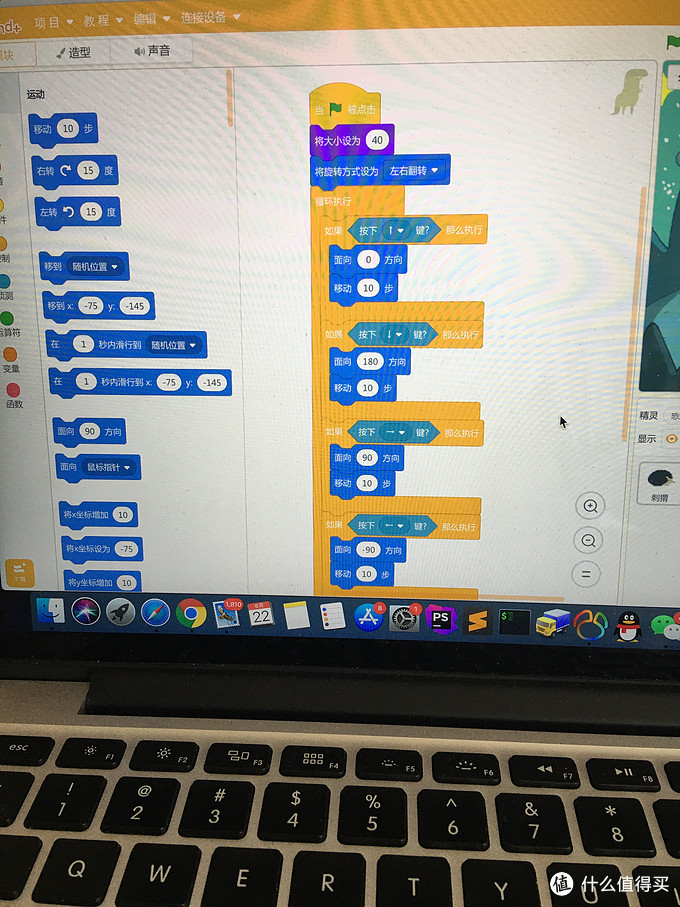 nd+ 项目 教程 编辑 连接设备
模块 造型 声音
运动
移动 10 步
右转 15 度
左转 15 度
移到 随机位置
移到 x: -75 y: -145
在 1 秒内滑行到 随机位置
在 1 秒内滑行到 x: -75 y: -145
面向 90 方向
面向 鼠标指针
将x坐标增加 10
将x坐标设为 -75
将y坐标增加 10
运算符
变量
函数
当 被点击
将大小设为 40
将旋转方式设为 左右翻转
循环执行
如果 按下 ↑ 键? 那么执行
面向 0 方向
移动 10 步
如果 按下 ↓ 键? 那么执行
面向 180 方向
移动 10 步
如果 按下 → 键? 那么执行
面向 90 方向
移动 10 步
如果 按下 ← 键? 那么执行
面向 -90 方向
移动 10 步
精灵
显示
刺猬
1,810
8月
22
8
1
PS
$
esc F1 F2 F3 F4 F5 F6 F7 F8
! @ # $ % ^ & *
1 2 3 4 5 6 7 8
Q W E R T Y U
值 什么值得买